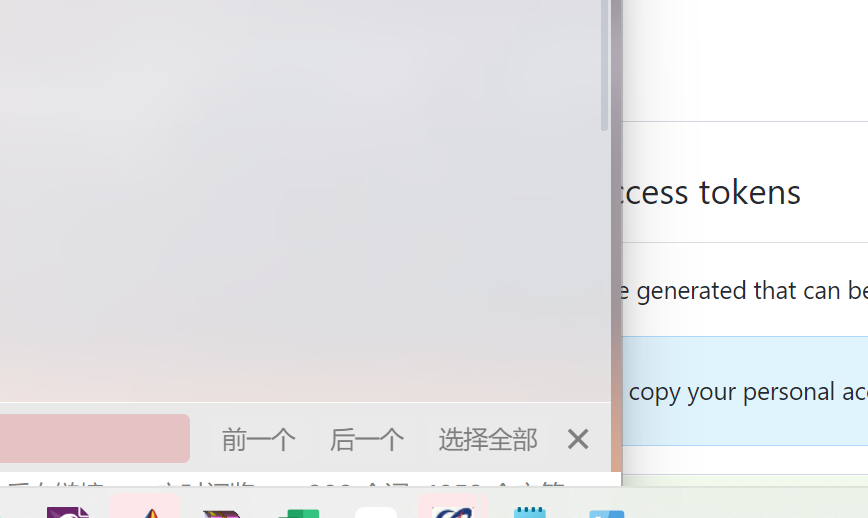 ccess tokens
e generated that can be
copy your personal acc
前一个 后一个 选择全部